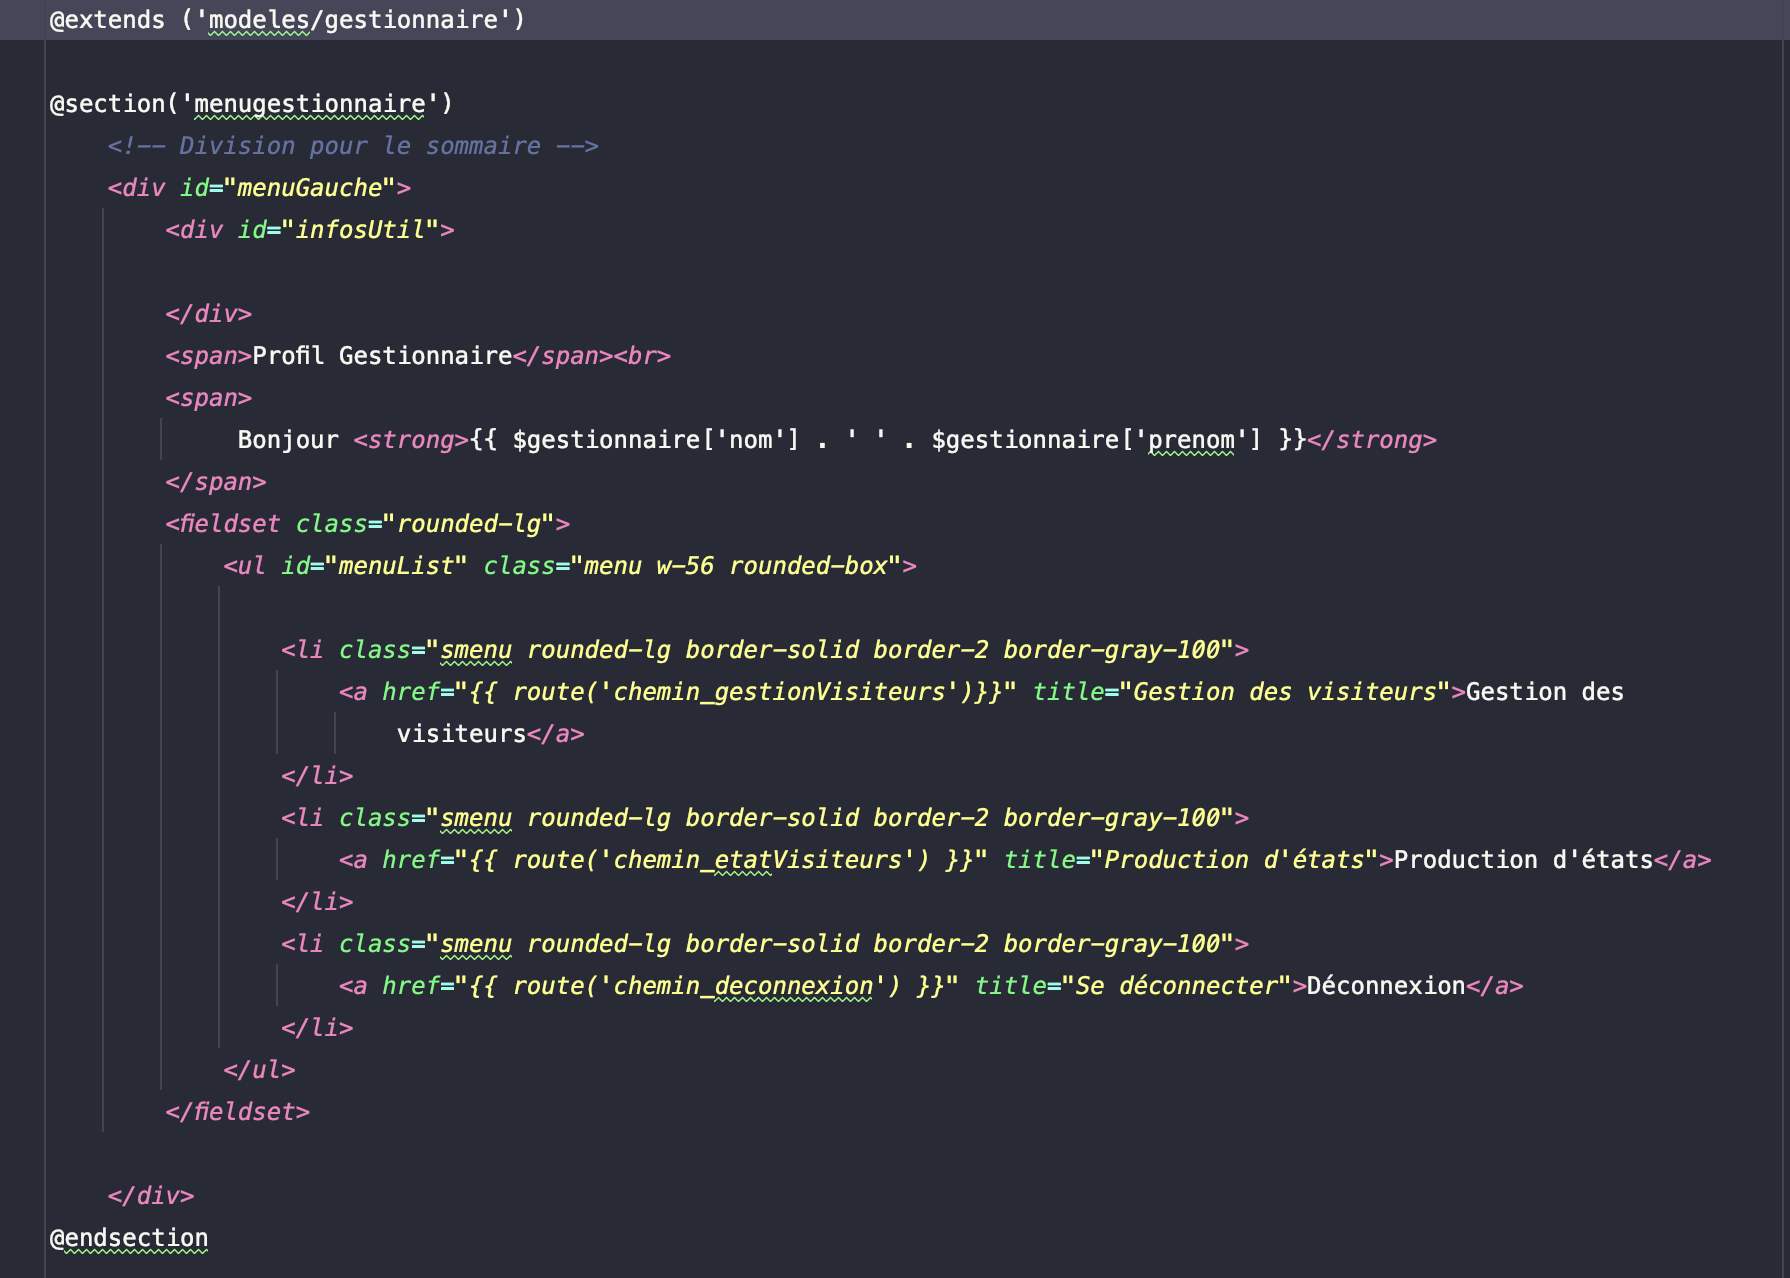 @extends ('modeles/gestionnaire')
@section('menugestionnaire')
<!-- Division pour le sommaire -->
<div id="menuGauche">
<div id="infosUtil">
</div>
<span>Profil Gestionnaire</span><br>
<span>
Bonjour <strong>{{ $gestionnaire['nom'] . ' ' . $gestionnaire['prenom'] }}</strong>
</span>
<fieldset class="rounded-lg">
<ul id="menuList" class="menu w-56 rounded-box">
<li class="smenu rounded-lg border-solid border-2 border-gray-100">
<a href="{{ route('chemin_gestionVisiteurs')}}" title="Gestion des visiteurs">Gestion des
visiteurs</a>
</li>
<li class="smenu rounded-lg border-solid border-2 border-gray-100">
<a href="{{ route('chemin_etatVisiteurs') }}" title="Production d'états">Production d'états</a>
</li>
<li class="smenu rounded-lg border-solid border-2 border-gray-100">
<a href="{{ route('chemin_deconnexion') }}" title="Se déconnecter">Déconnexion</a>
</li>
</ul>
</fieldset>
</div>
@endsection